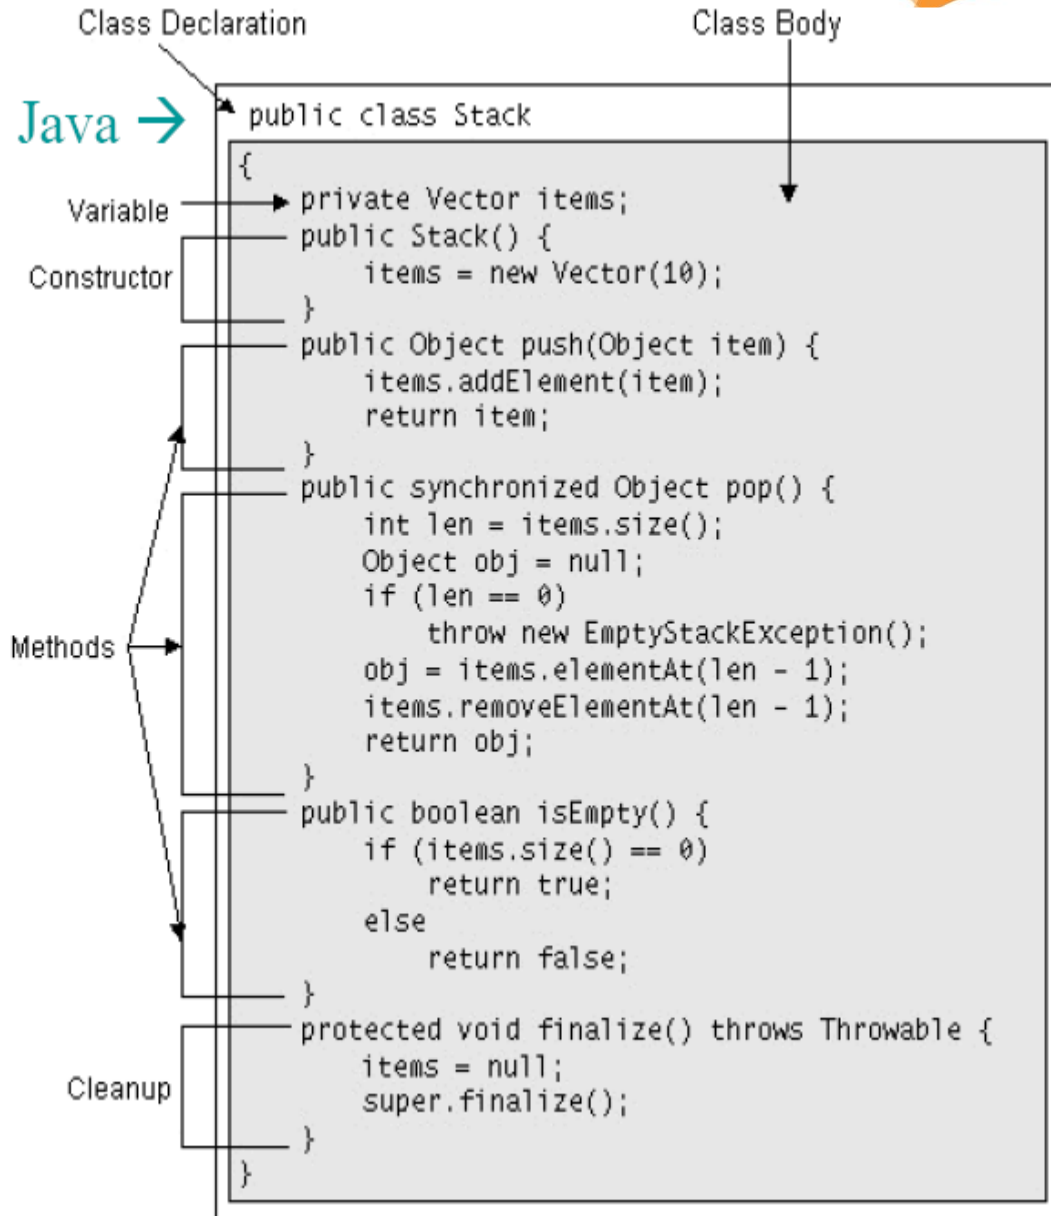 Class Declaration
Class Body
Java →
public class Stack
{
Variable
private Vector items;
Constructor
public Stack() {
items = new Vector(10);
}
public Object push(Object item) {
items.addElement(item);
return item;
}
Methods
public synchronized Object pop() {
int len = items.size();
Object obj = null;
if (len == 0)
throw new EmptyStackException();
obj = items.elementAt(len - 1);
items.removeElementAt(len - 1);
return obj;
}
public boolean isEmpty() {
if (items.size() == 0)
return true;
else
return false;
}
Cleanup
protected void finalize() throws Throwable {
items = null;
super.finalize();
}
}